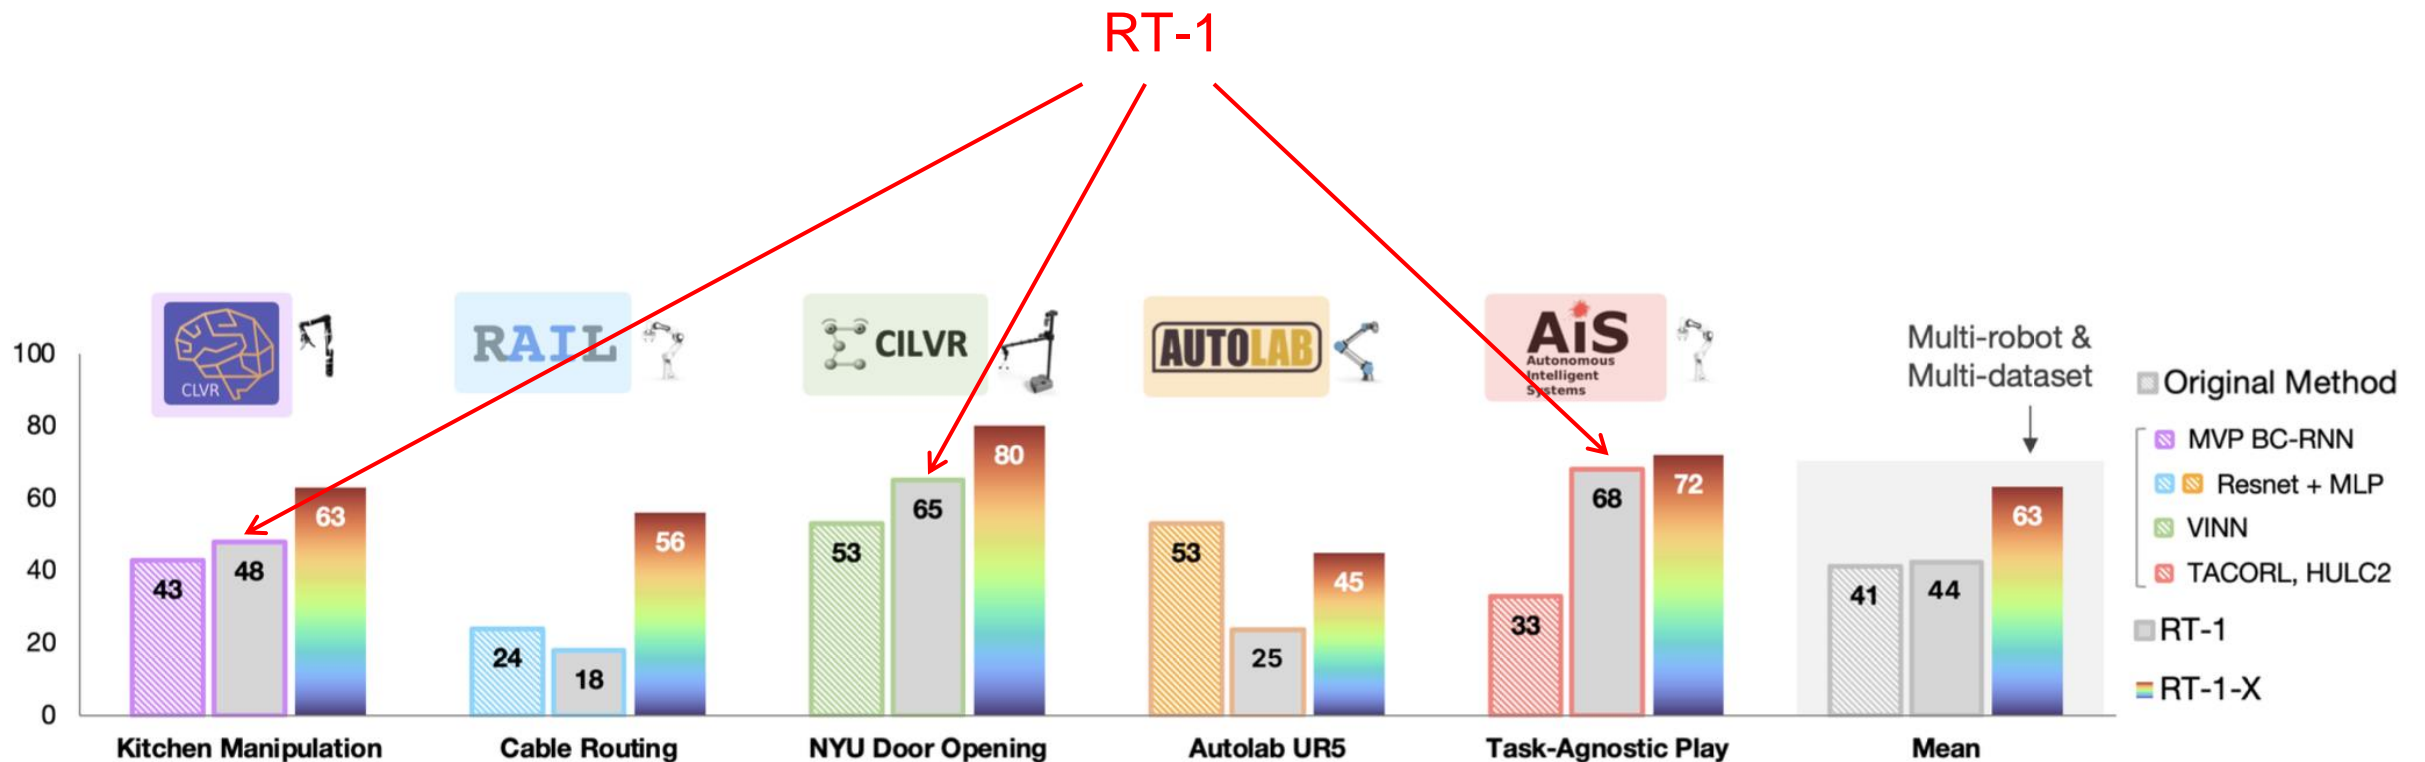 RT-1
CLVR
RAIL
CILVR
AUTOLAB
AiS
Autonomous
Intelligent
Systems
Multi-robot &
Multi-dataset
100
80
60
40
20
0
43
48
63
24
18
56
53
65
80
53
25
45
33
68
72
41
44
63
Kitchen Manipulation
Cable Routing
NYU Door Opening
Autolab UR5
Task-Agnostic Play
Mean
Original Method
MVP BC-RNN
Resnet + MLP
VINN
TACORL, HULC2
RT-1
RT-1-X